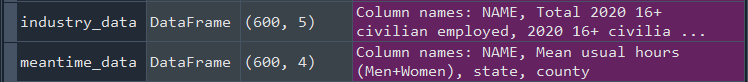 industry_data DataFrame (600, 5) Column names: NAME, Total 2020 16+
civilian employed, 2020 16+ civilia ...
meantime_data DataFrame (600, 4) Column names: NAME, Mean usual hours
(Men+Women), state, county